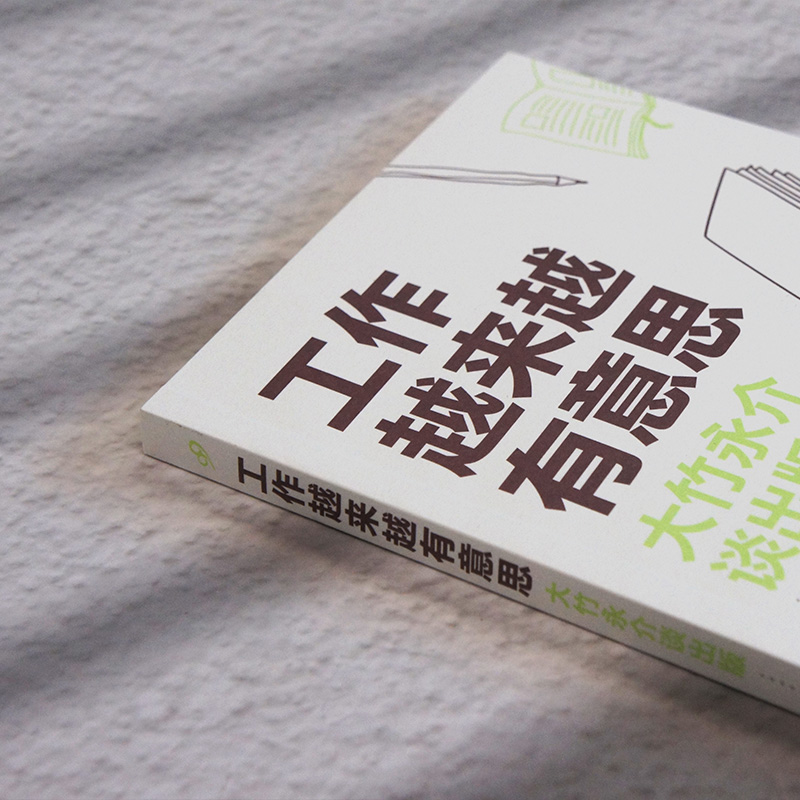 工作
越来越
有意思
大竹永介
谈出版
工作越来越有意思 大竹永介谈出版